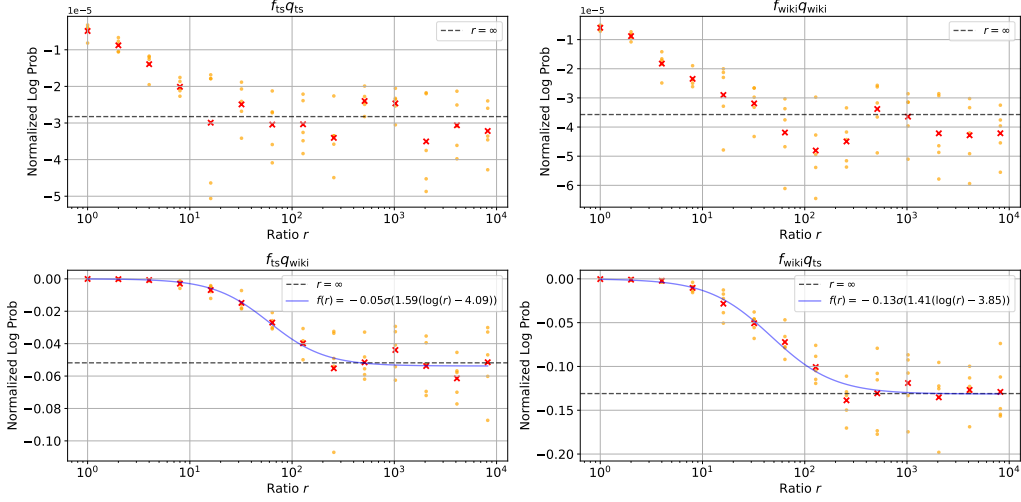 f_ts q_ts
1e−5
r = ∞
−1
−2
−3
−4
−5
Normalized Log Prob
10^0
10^1
10^2
10^3
10^4
Ratio r
f_wiki q_wiki
1e−5
r = ∞
−1
−2
−3
−4
−5
−6
Normalized Log Prob
10^0
10^1
10^2
10^3
10^4
Ratio r
f_ts q_wiki
r = ∞
f(r) = −0.05σ(1.59(log(r) − 4.09))
0.00
−0.02
−0.04
−0.06
−0.08
−0.10
Normalized Log Prob
10^0
10^1
10^2
10^3
10^4
Ratio r
f_wiki q_ts
r = ∞
f(r) = −0.13σ(1.41(log(r) − 3.85))
0.00
−0.05
−0.10
−0.15
−0.20
Normalized Log Prob
10^0
10^1
10^2
10^3
10^4
Ratio r